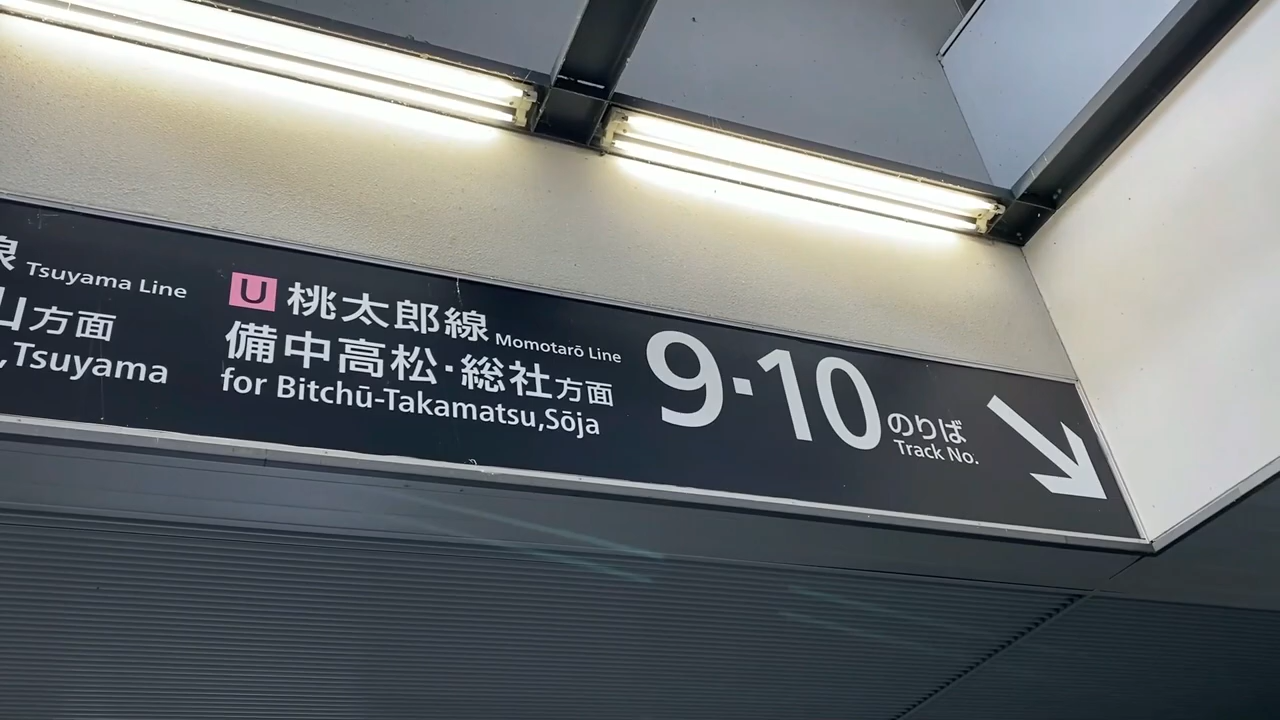 線 Tsuyama Line
山方面
,Tsuyama
U 桃太郎線 Momotarō Line
備中高松・総社方面
for Bitchū-Takamatsu,Sōja
9・10 のりば
Track No.